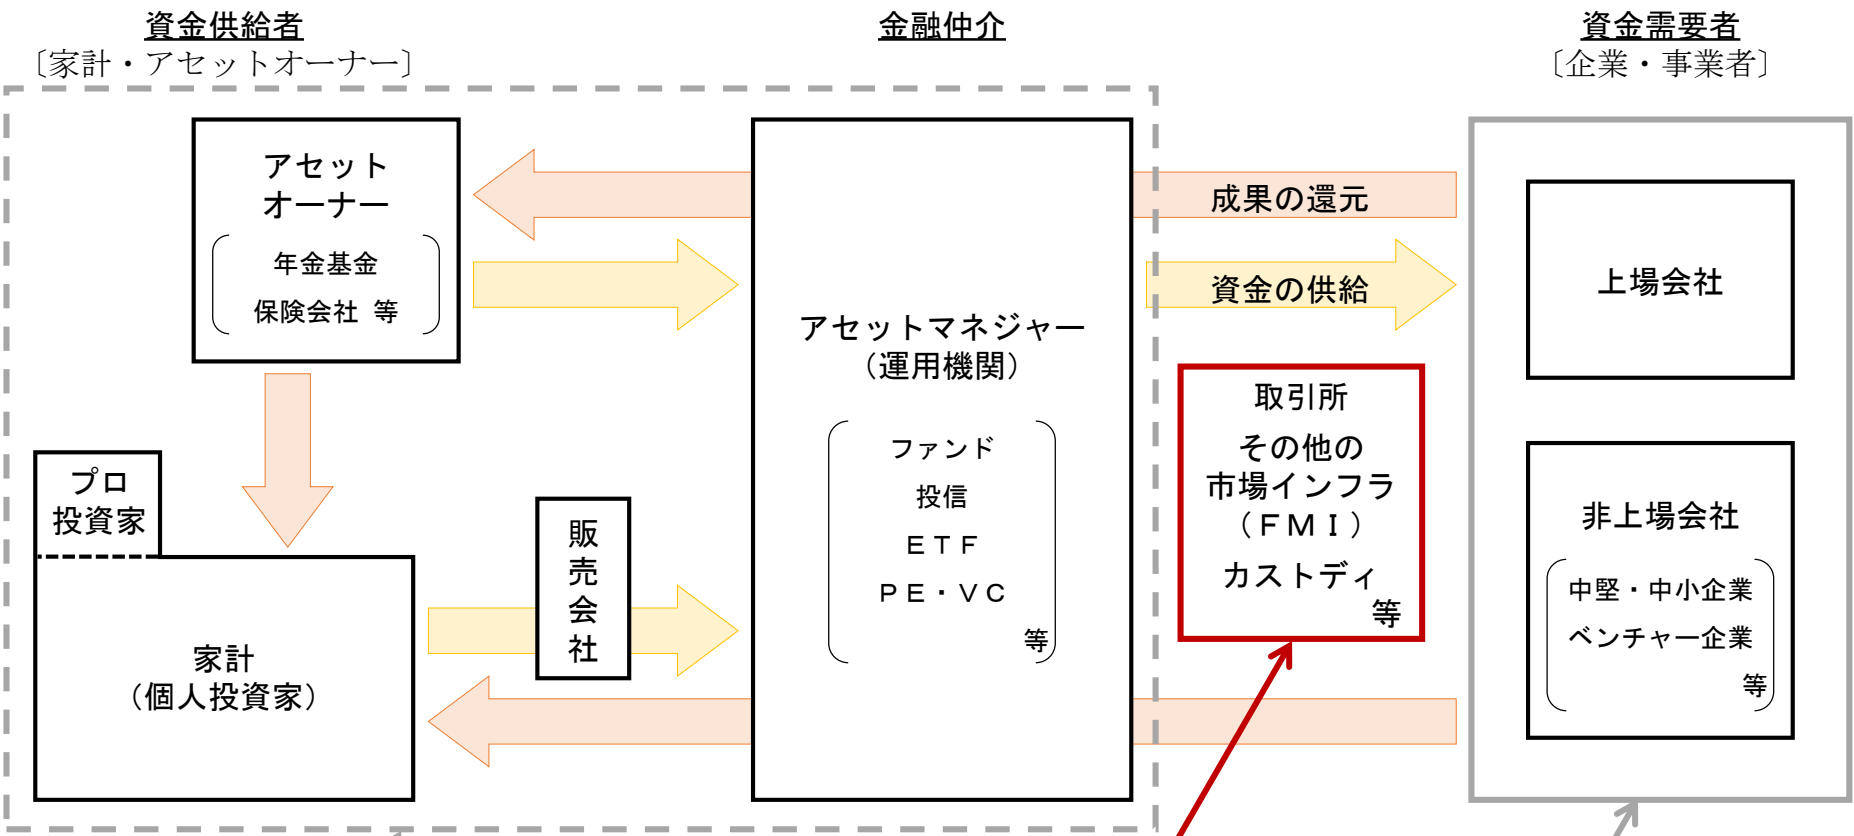 資金供給者
〔家計・アセットオーナー〕
金融仲介
資金需要者
〔企業・事業者〕
アセット
オーナー
年金基金
保険会社 等
成果の還元
資金の供給
アセットマネジャー
（運用機関）
ファンド
投信
ＥＴＦ
ＰＥ・ＶＣ
等
取引所
その他の
市場インフラ
（ＦＭＩ）
カストディ
等
上場会社
非上場会社
中堅・中小企業
ベンチャー企業
等
プロ
投資家
家計
（個人投資家）
販
売
会
社